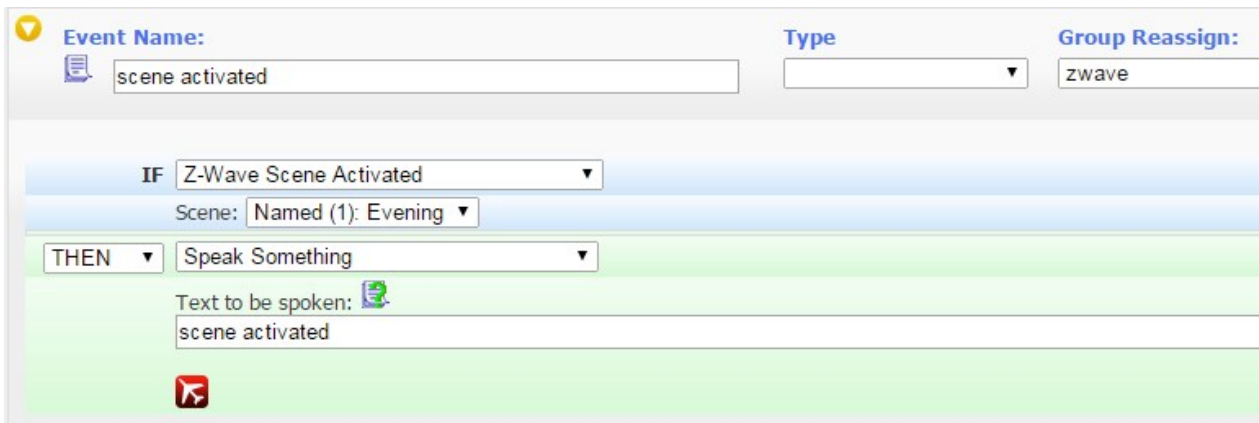 Event Name: Type Group Reassign:
scene activated zwave
IF Z-Wave Scene Activated
Scene: Named (1): Evening
THEN Speak Something
Text to be spoken:
scene activated